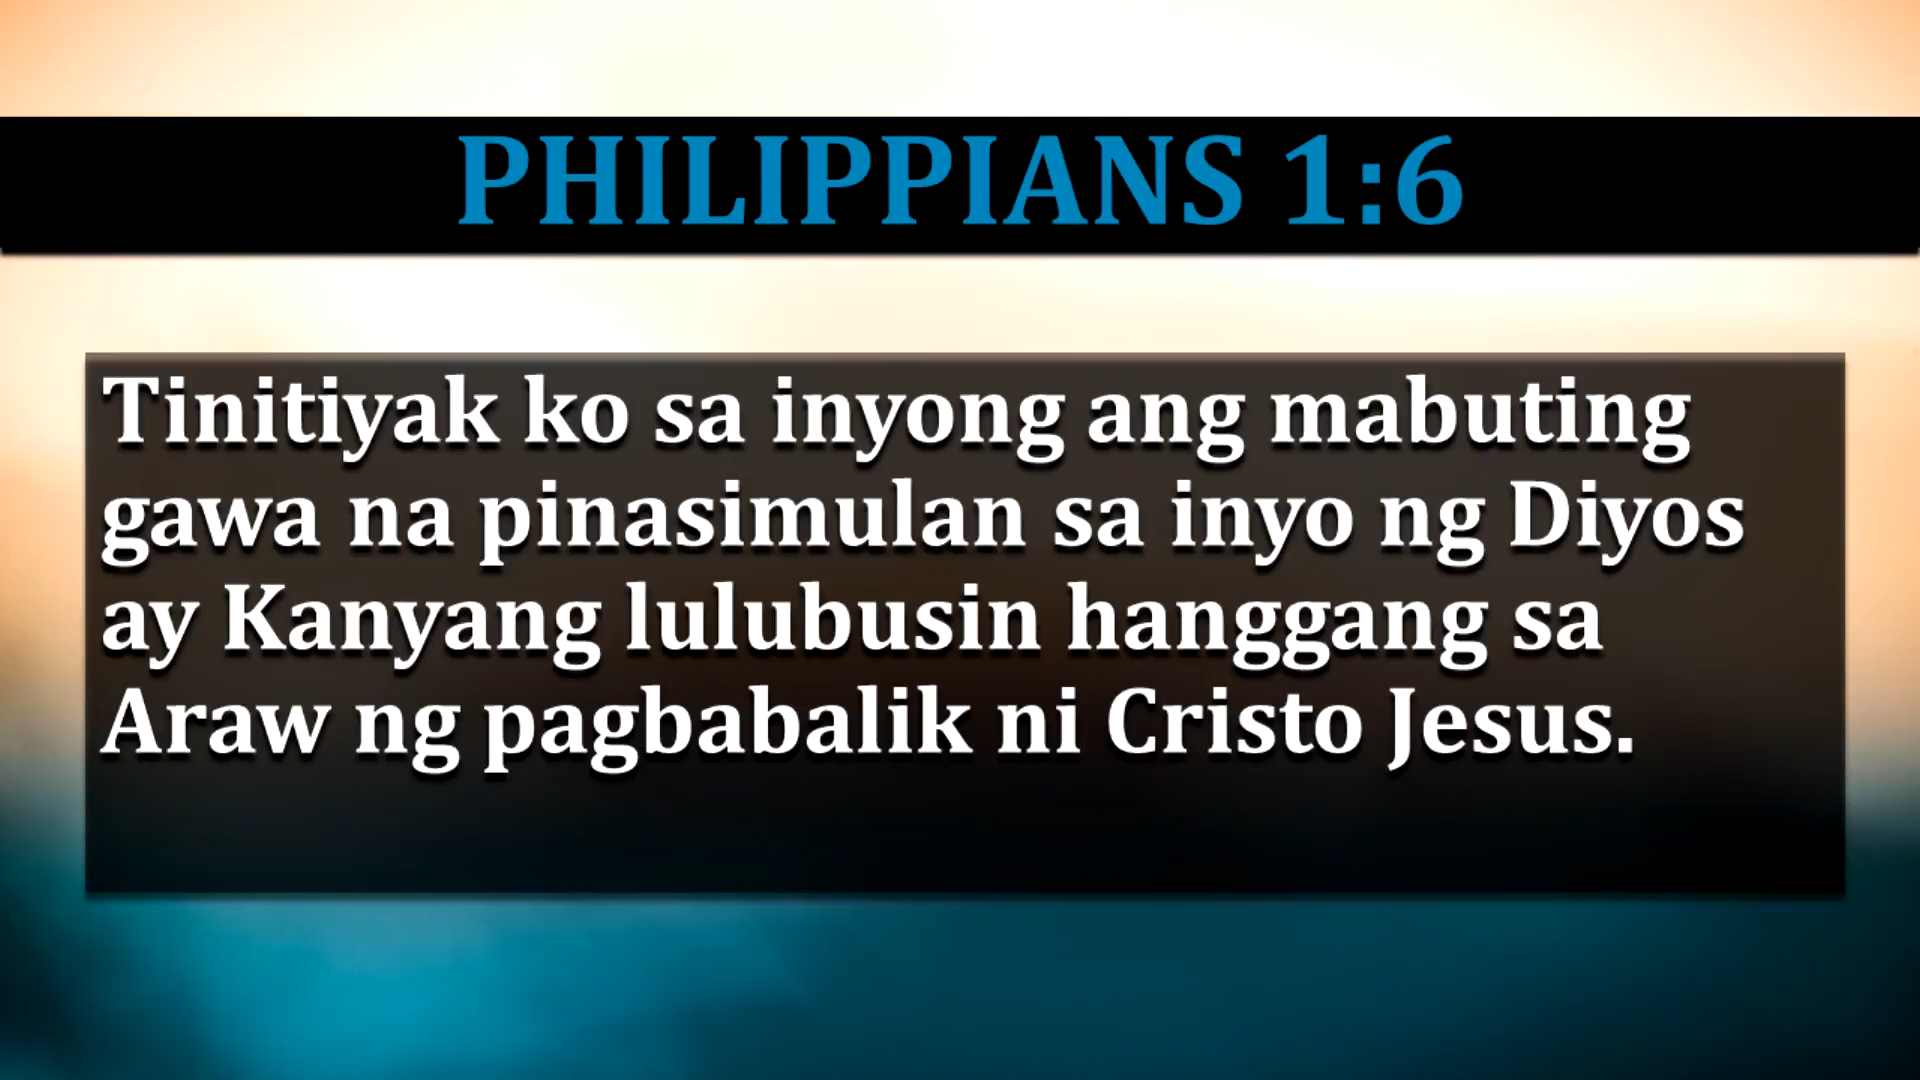 PHILIPPIANS 1:6
Tinitiyak ko sa inyong ang mabuting
gawa na pinasimulan sa inyo ng Diyos
ay Kanyang lulubusin hanggang sa
Araw ng pagbabalik ni Cristo Jesus.